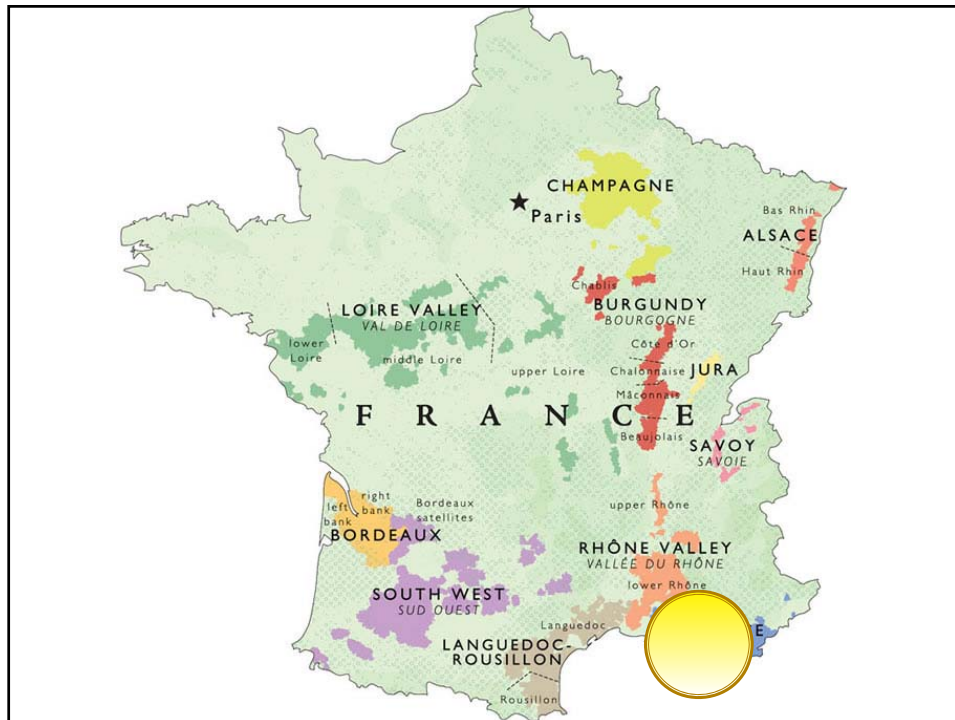 CHAMPAGNE
Paris
Bas Rhin
ALSACE
Haut Rhin
Chablis
BURGUNDY
BOURGOGNE
LOIRE VALLEY
VAL DE LOIRE
lower
Loire
middle Loire
upper Loire
Côte d'Or
Chalonnaise
JURA
Mâconnais
FRANCE
Beaujolais
SAVOY
SAVOIE
left
bank
right
bank
Bordeaux
satellites
BORDEAUX
upper Rhône
RHÔNE VALLEY
VALLÉE DU RHÔNE
lower Rhône
SOUTH WEST
SUD OUEST
Languedoc
LANGUEDOC-
ROUSILLON
Rousillon
E